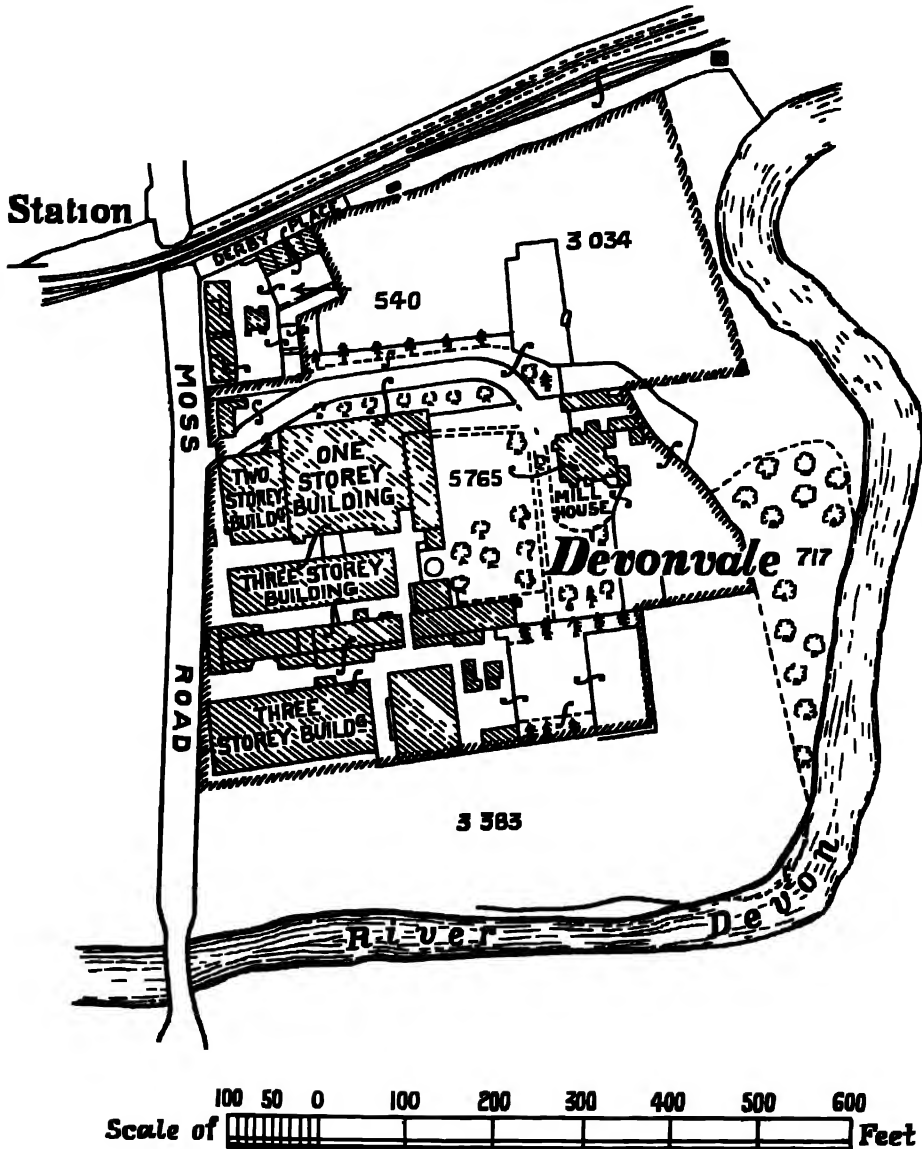 Station
DERBY PLACE
3 034
540
MOSS ROAD
ONE
STOREY
BUILDING
TWO
STOREY
BUILDG
5765
MILL
HOUSE
Devonvale
717
THREE STOREY
BUILDING
THREE
STOREY BUILDG
3 383
River Devon
100 50 0 100 200 300 400 500 600
Scale of Feet